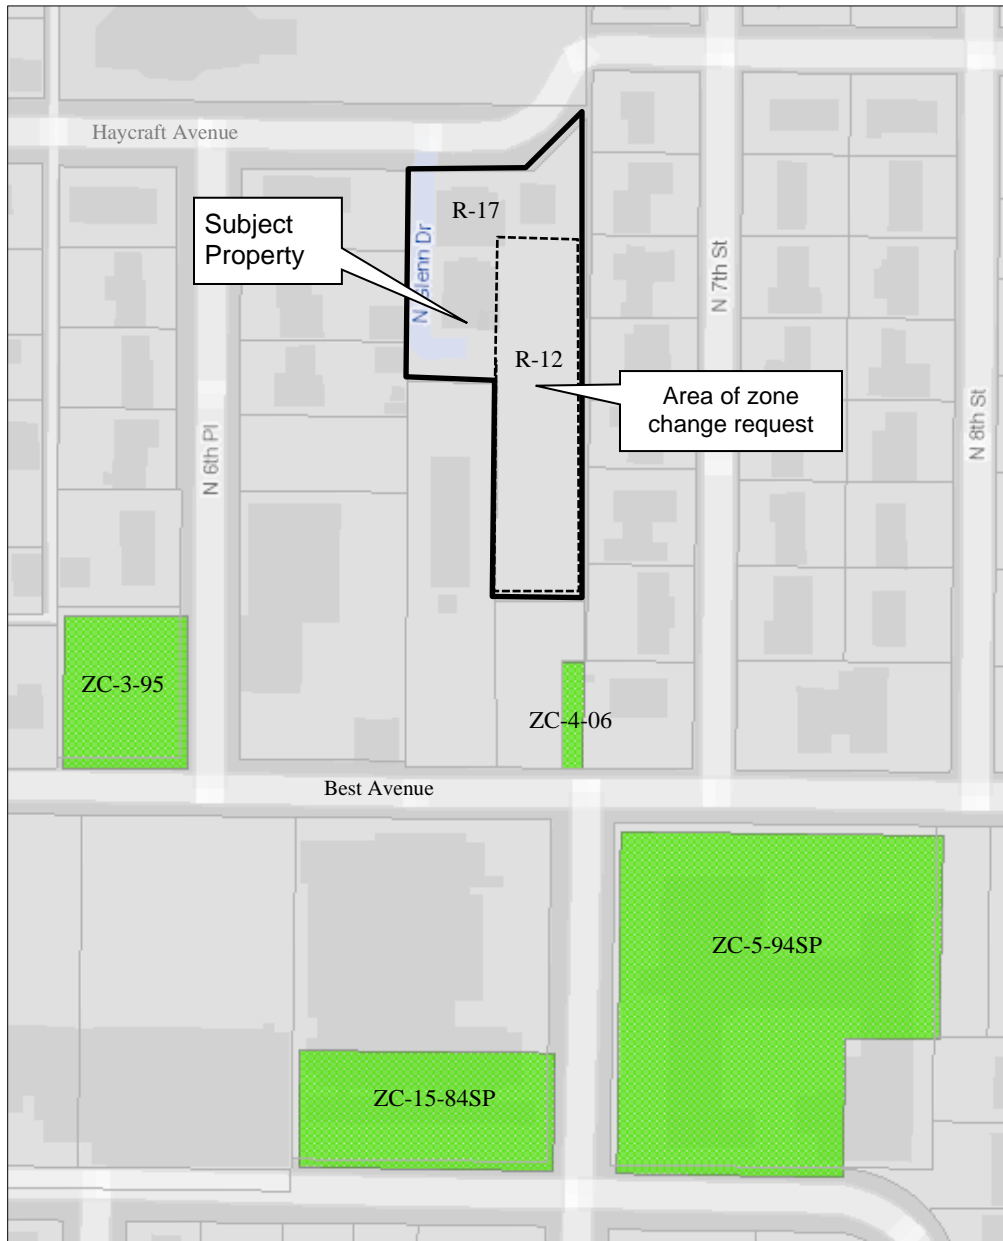 Haycraft Avenue
R-17
Subject
Property
N Glenn Dr
N 7th St
R-12
Area of zone
change request
N 8th St
N 6th Pl
ZC-3-95
ZC-4-06
Best Avenue
ZC-5-94SP
ZC-15-84SP